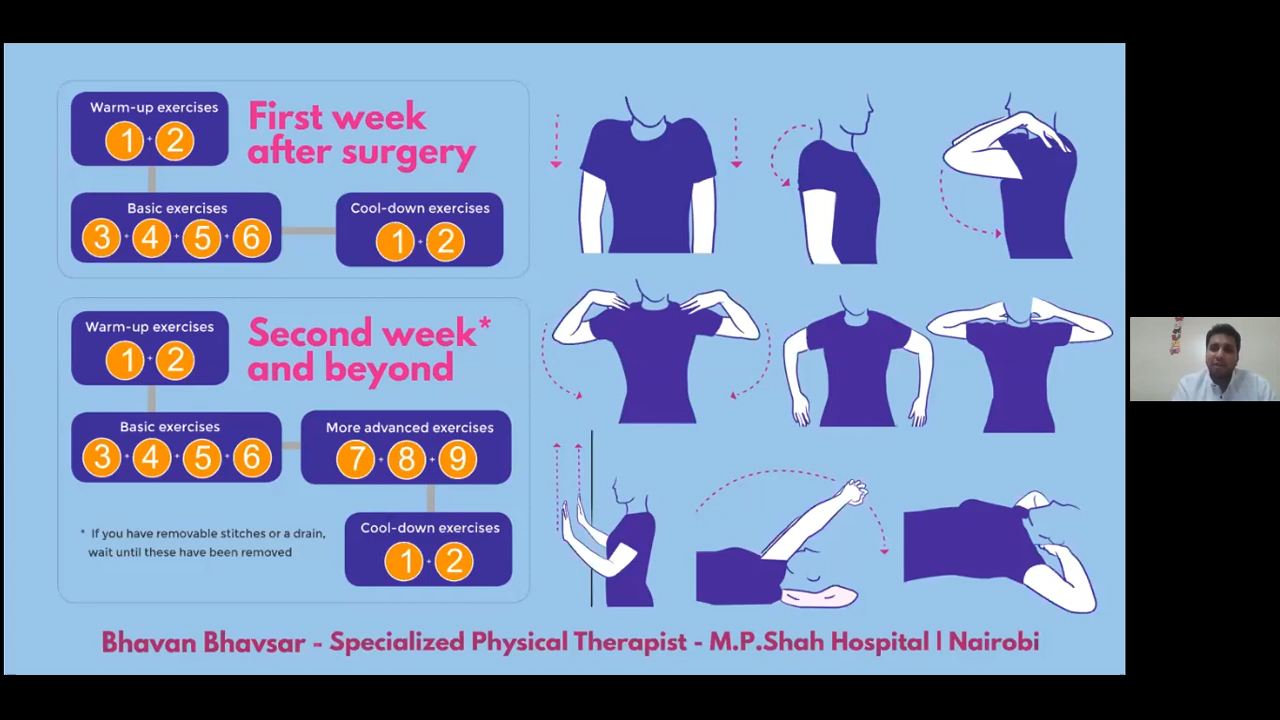 Warm-up exercises
1 + 2
First week
after surgery
Basic exercises
3 + 4 + 5 + 6
Cool-down exercises
1 + 2
Warm-up exercises
1 + 2
Second week*
and beyond
Basic exercises
3 + 4 + 5 + 6
More advanced exercises
7 + 8 + 9
* If you have removable stitches or a drain,
wait until these have been removed
Cool-down exercises
1 + 2
Bhavan Bhavsar - Specialized Physical Therapist - M.P.Shah Hospital | Nairobi